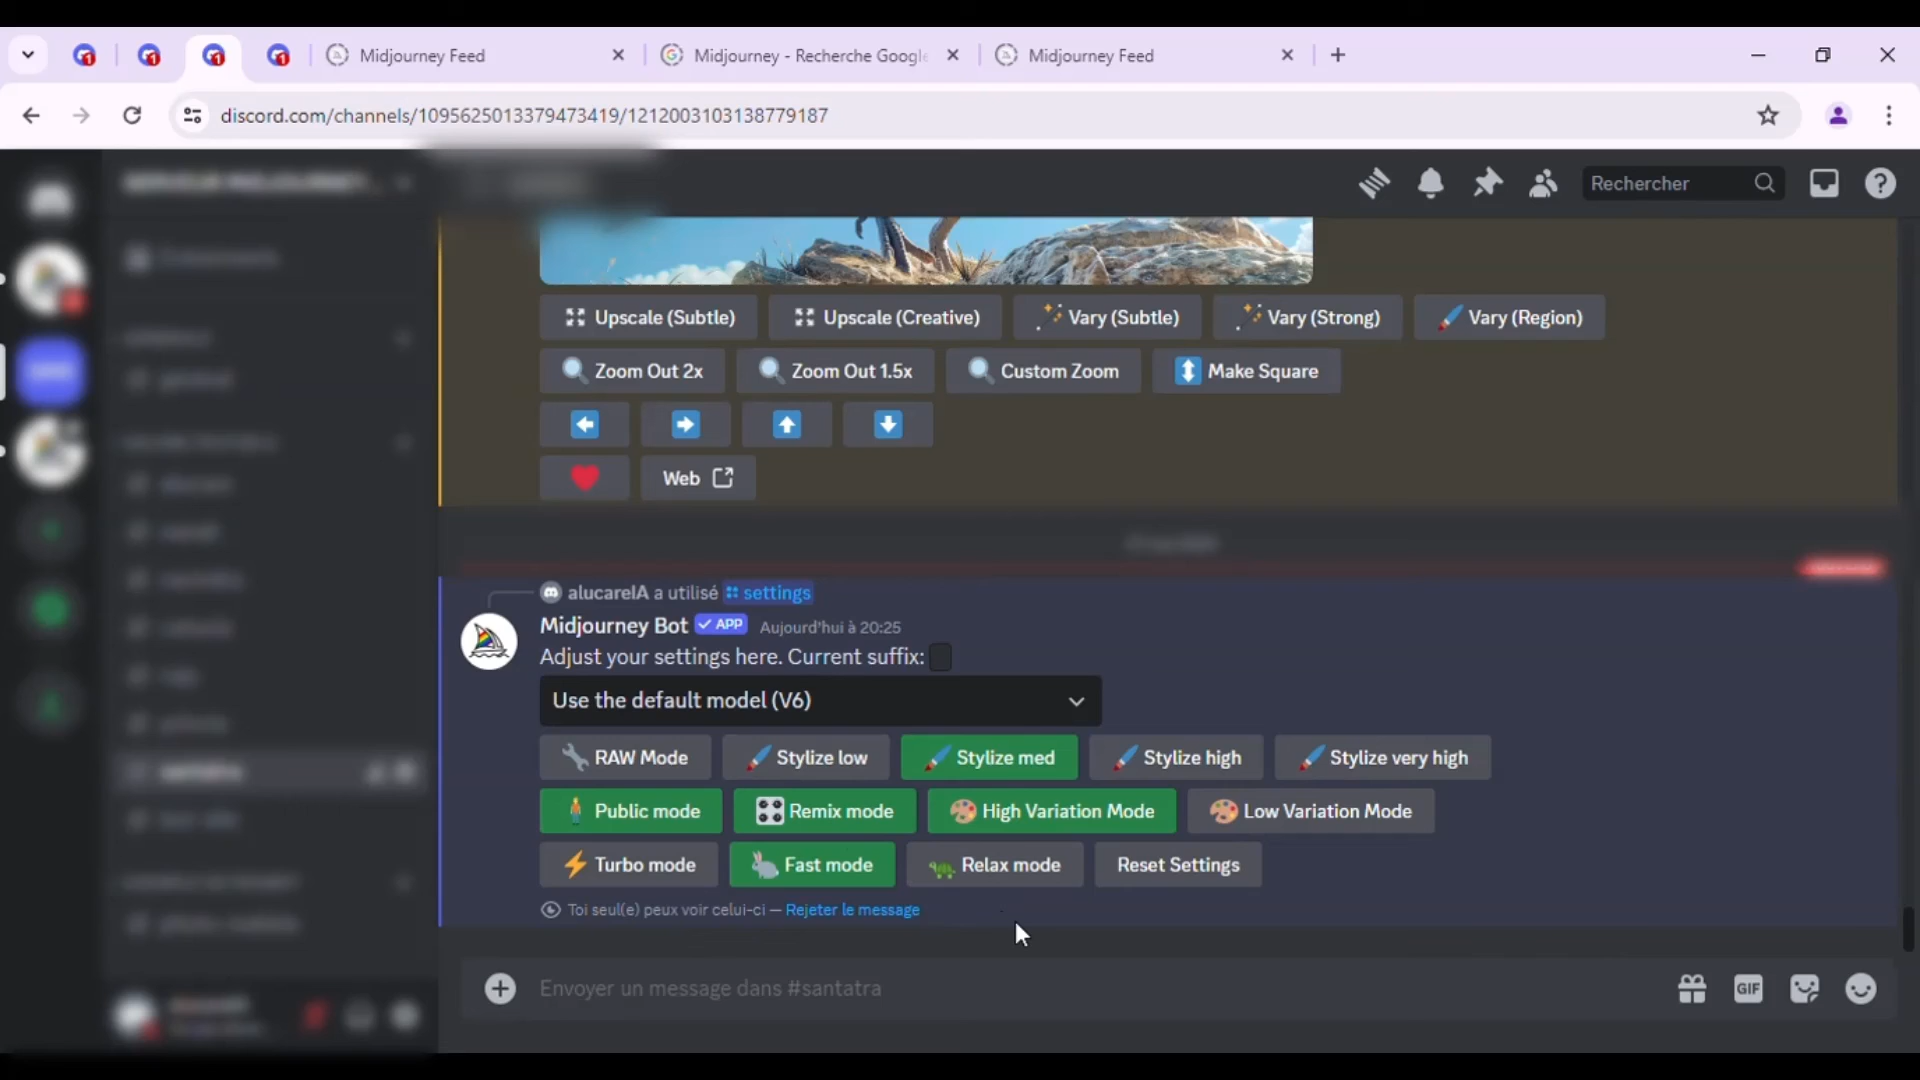 Midjourney Feed
Midjourney - Recherche Google
Midjourney Feed
discord.com/channels/1095625013379473419/1212003103138779187
Rechercher
Upscale (Subtle)
Upscale (Creative)
Vary (Subtle)
Vary (Strong)
Vary (Region)
Zoom Out 2x
Zoom Out 1.5x
Custom Zoom
Make Square
Web
alucareIA a utilisé settings
Midjourney Bot APP Aujourd'hui à 20:25
Adjust your settings here. Current suffix:
Use the default model (V6)
RAW Mode
Stylize low
Stylize med
Stylize high
Stylize very high
Public mode
Remix mode
High Variation Mode
Low Variation Mode
Turbo mode
Fast mode
Relax mode
Reset Settings
Toi seul(e) peux voir celui-ci — Rejeter le message
Envoyer un message dans #santatra
GIF